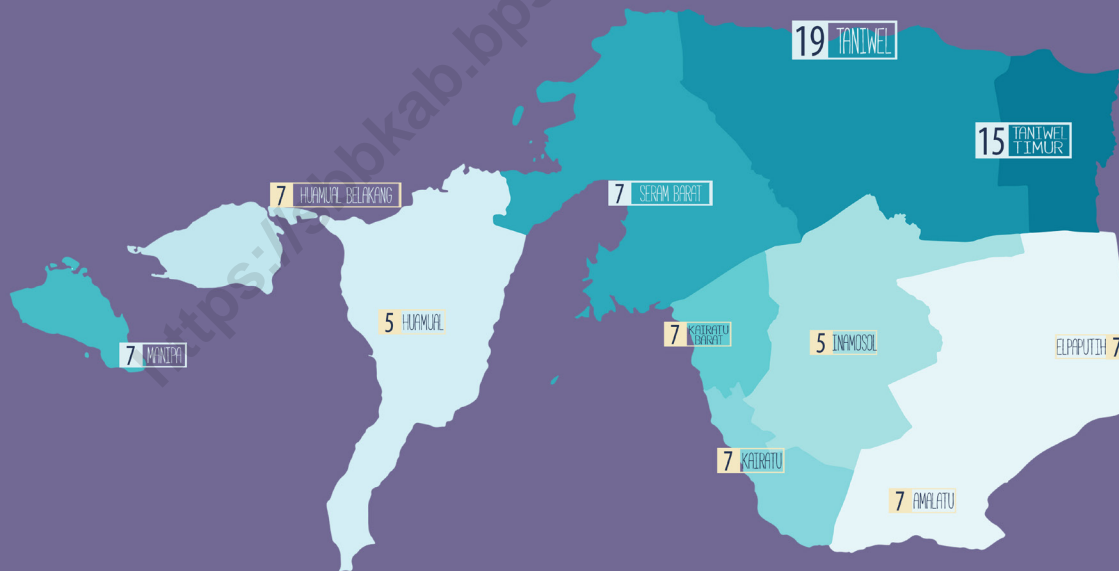 19 TANIWEL
15 TANIWEL
TIMUR
7 HUAMUAL BELAKANG
7 SERAM BARAT
5 HUAMUAL
7 KAIRATU
BARAT
5 INAMOSOL
ELPAPUTIH 7
7 MANIPA
7 KAIRATU
7 AMALATU
https://sbbkab.bps